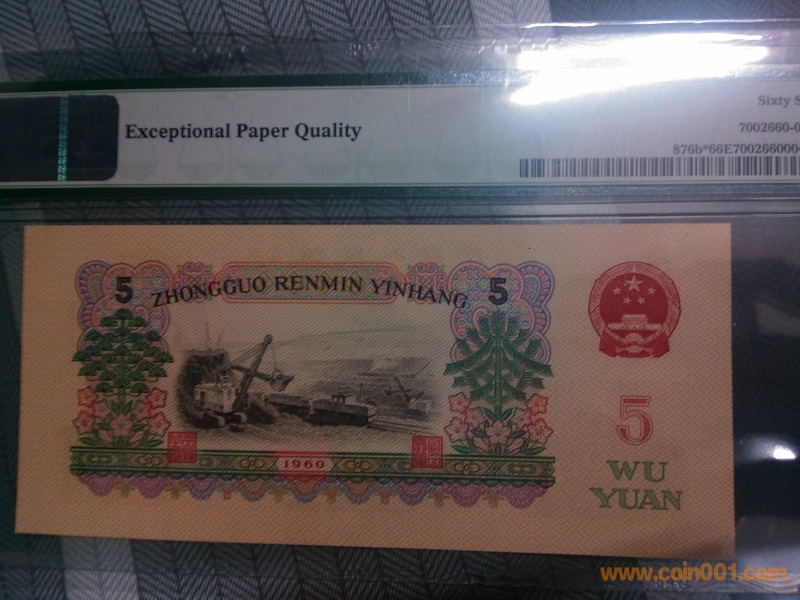 Exceptional Paper Quality
Sixty
7002660-0
876b*66E700266000
5 ZHONGGUO RENMIN YINHANG 5
1960
5
WU
YUAN
www.coin001.com